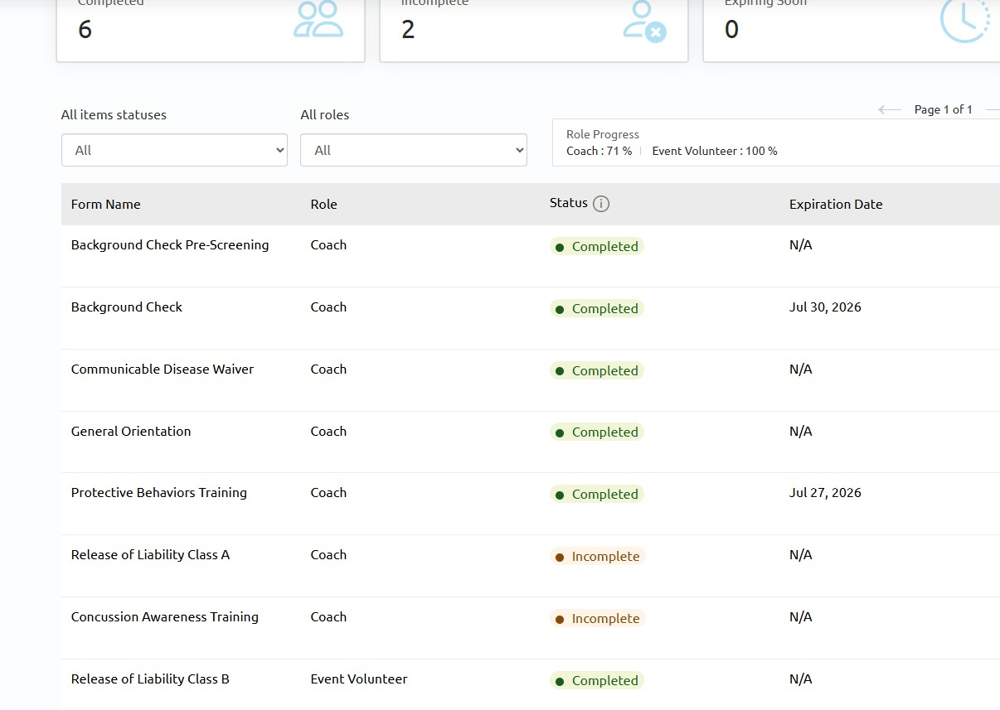 Completed Incomplete Expiring Soon
6 2 0
All items statuses All roles Page 1 of 1
All All
Role Progress
Coach : 71 % Event Volunteer : 100 %
Form Name Role Status i Expiration Date
Background Check Pre-Screening Coach Completed N/A
Background Check Coach Completed Jul 30, 2026
Communicable Disease Waiver Coach Completed N/A
General Orientation Coach Completed N/A
Protective Behaviors Training Coach Completed Jul 27, 2026
Release of Liability Class A Coach Incomplete N/A
Concussion Awareness Training Coach Incomplete N/A
Release of Liability Class B Event Volunteer Completed N/A